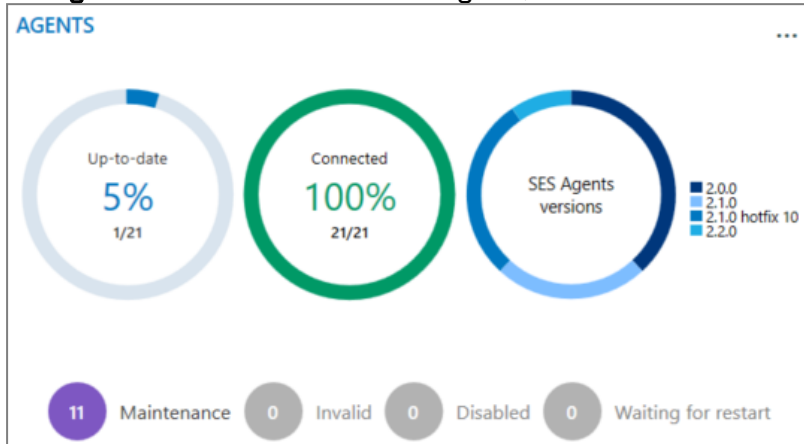 AGENTS
...
Up-to-date
5%
1/21
Connected
100%
21/21
SES Agents
versions
2.0.0
2.1.0
2.1.0 hotfix 10
2.2.0
11 Maintenance 0 Invalid 0 Disabled 0 Waiting for restart